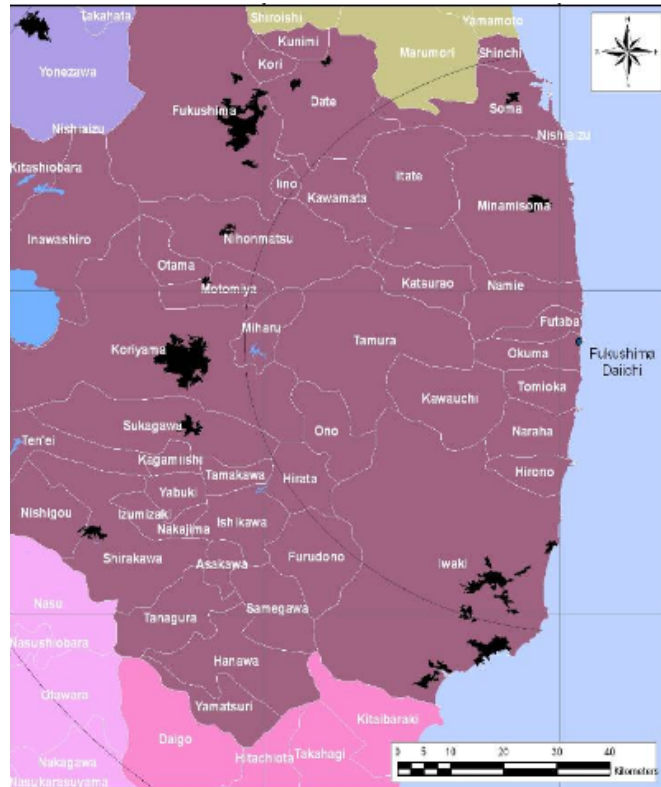 Takahata
Shiroishi
Yamamoto
N
Kunimi
Marumori
Shinchi
Yonezawa
Kori
Date
Fukushima
Soma
Nishiaizu
Nishiaizu
Kitashiobara
Iino
Kawamata
Itate
Minamisoma
Inawashiro
Nihonmatsu
Otama
Motomiya
Katsurao
Namie
Futaba
Miharu
Tamura
Okuma
Fukushima
Daiichi
Koriyama
Kawauchi
Tomioka
Sukagawa
Ono
Naraha
Ten'ei
Kagamiishi
Tamakawa
Hirata
Hirono
Yabuki
Nishigou
Izumizaki
Ishikawa
Nakajima
Shirakawa
Asakawa
Furudono
Iwaki
Nasu
Samegawa
Tanagura
Nasushiobara
Hanawa
Otawara
Yamatsuri
Kitaibaraki
Daigo
Nakagawa
Hitachiota
Takahagi
Nasukarasuyama
0 5 10 20 30 40
Kilometers